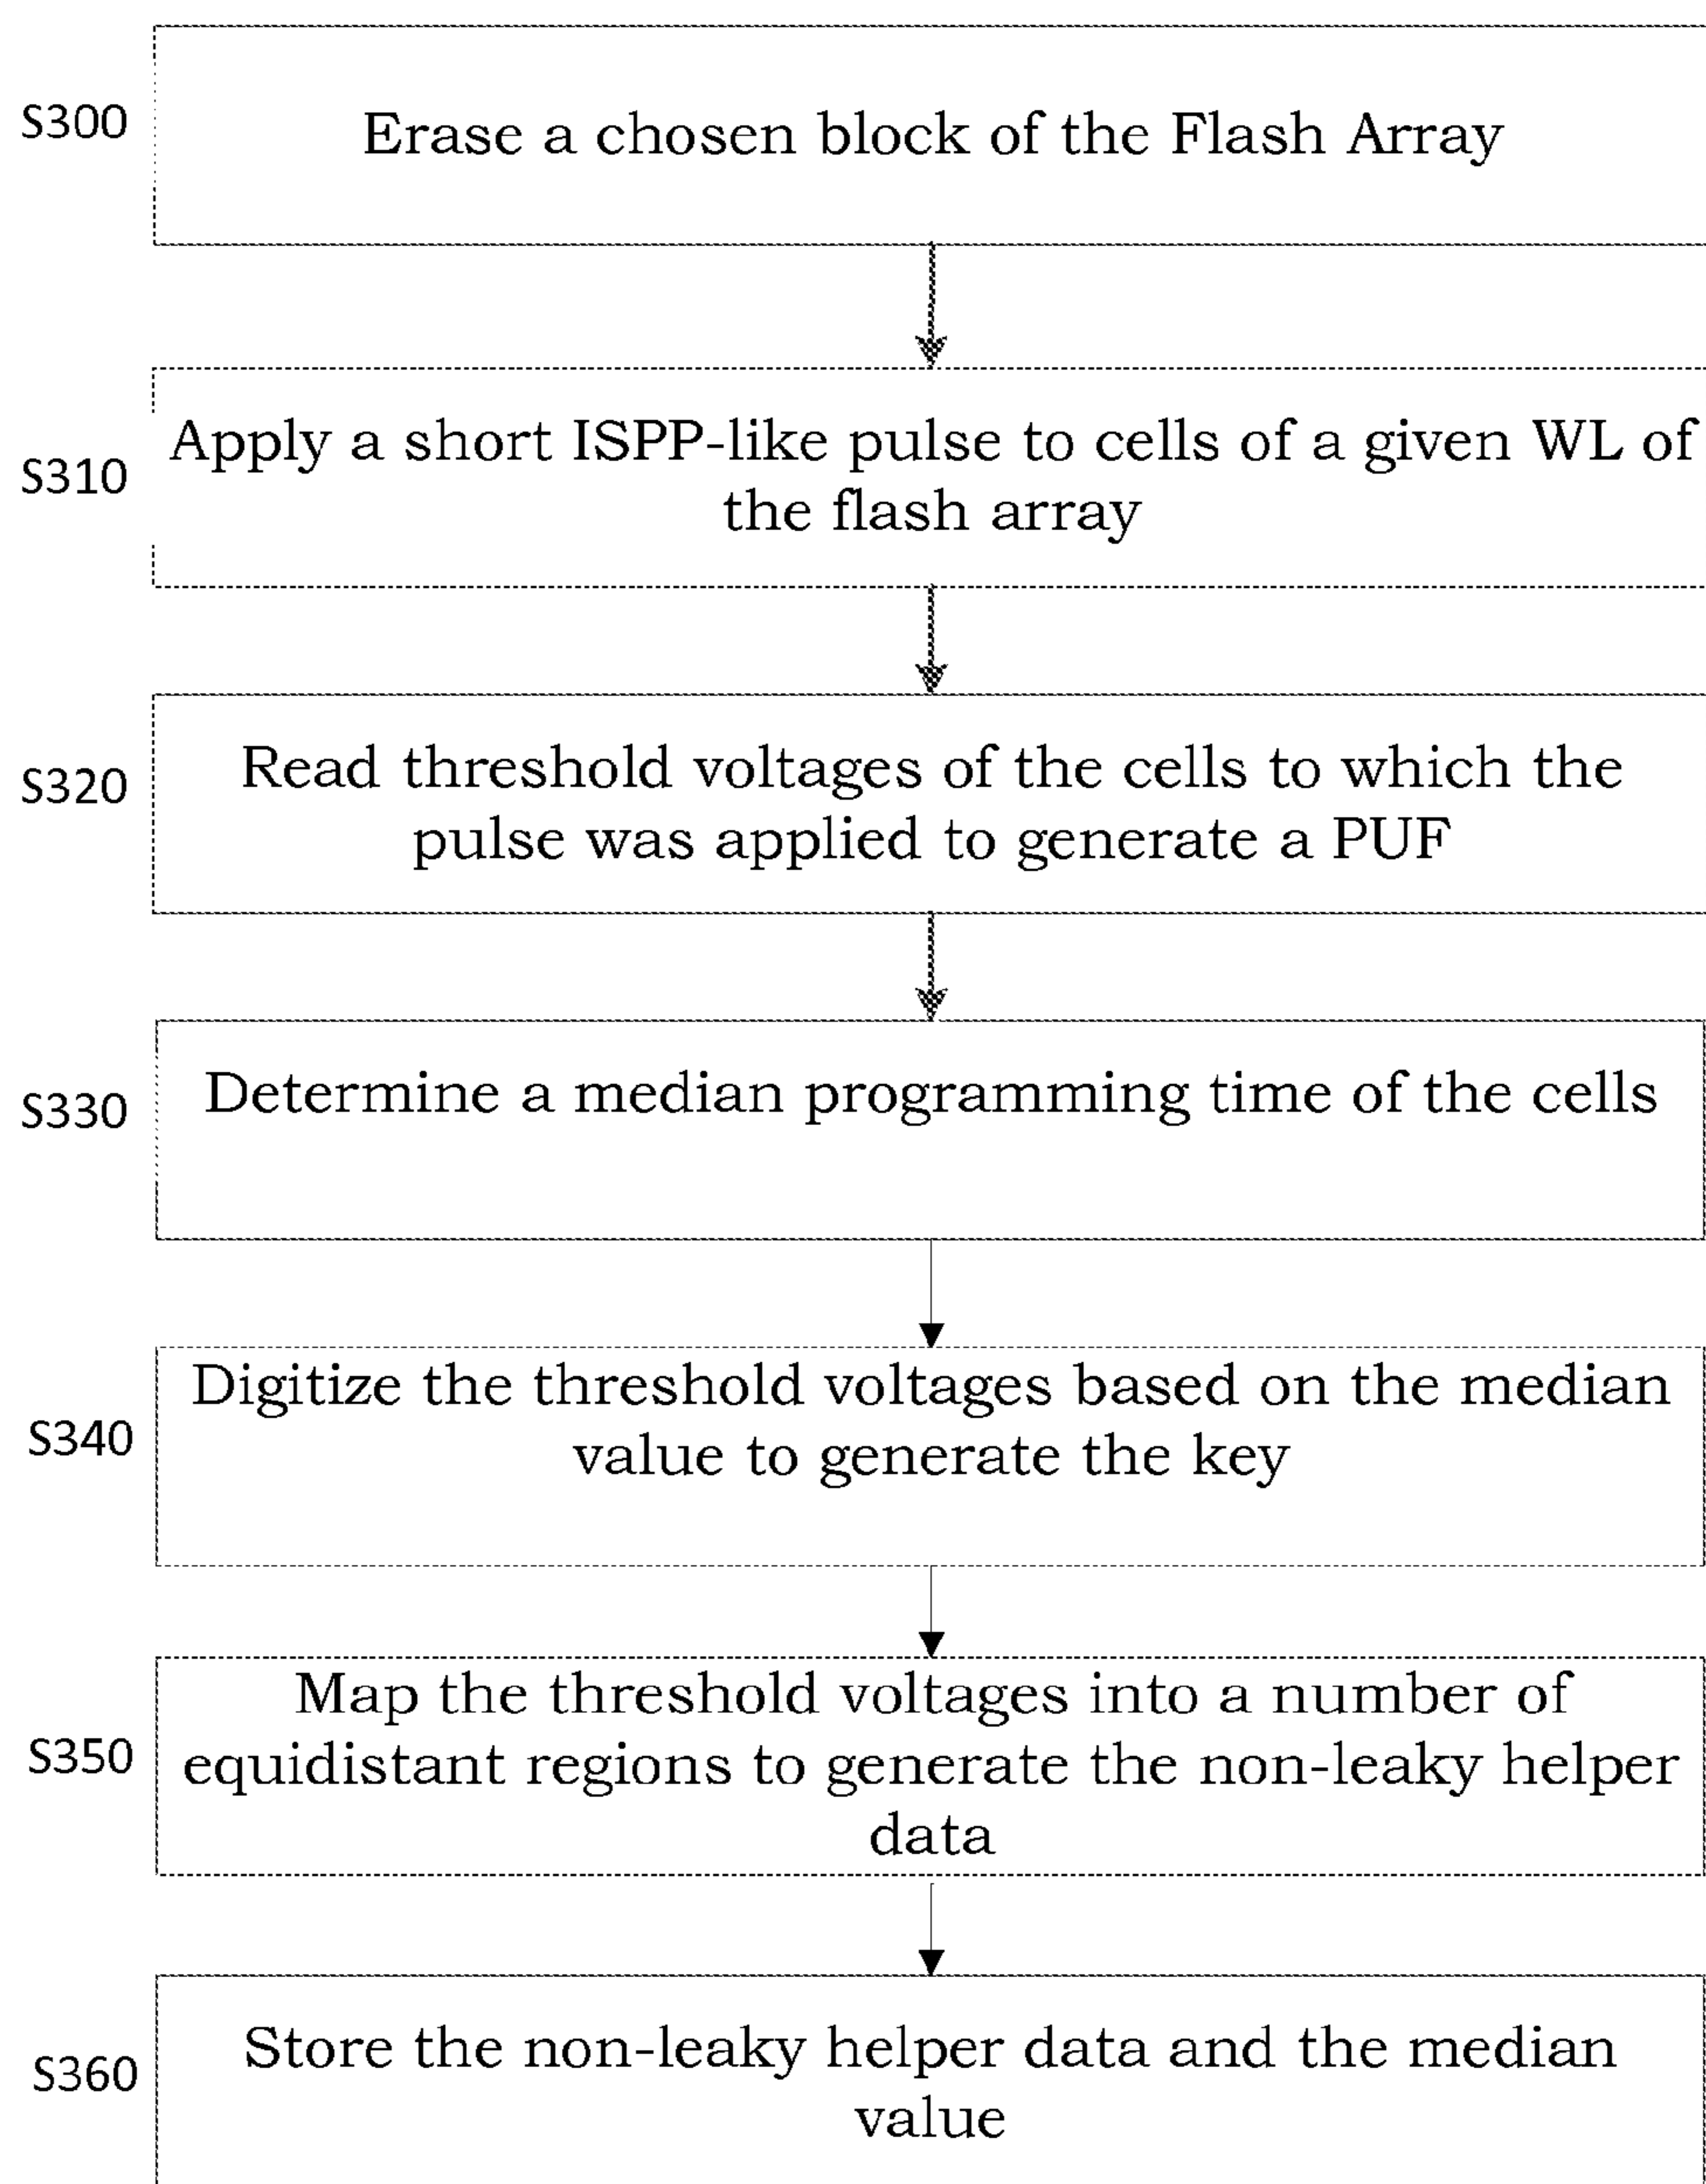 S300
Erase a chosen block of the Flash Array
S310
Apply a short ISPP-like pulse to cells of a given WL of
the flash array
S320
Read threshold voltages of the cells to which the
pulse was applied to generate a PUF
S330
Determine a median programming time of the cells
S340
Digitize the threshold voltages based on the median
value to generate the key
S350
Map the threshold voltages into a number of
equidistant regions to generate the non-leaky helper
data
S360
Store the non-leaky helper data and the median
value